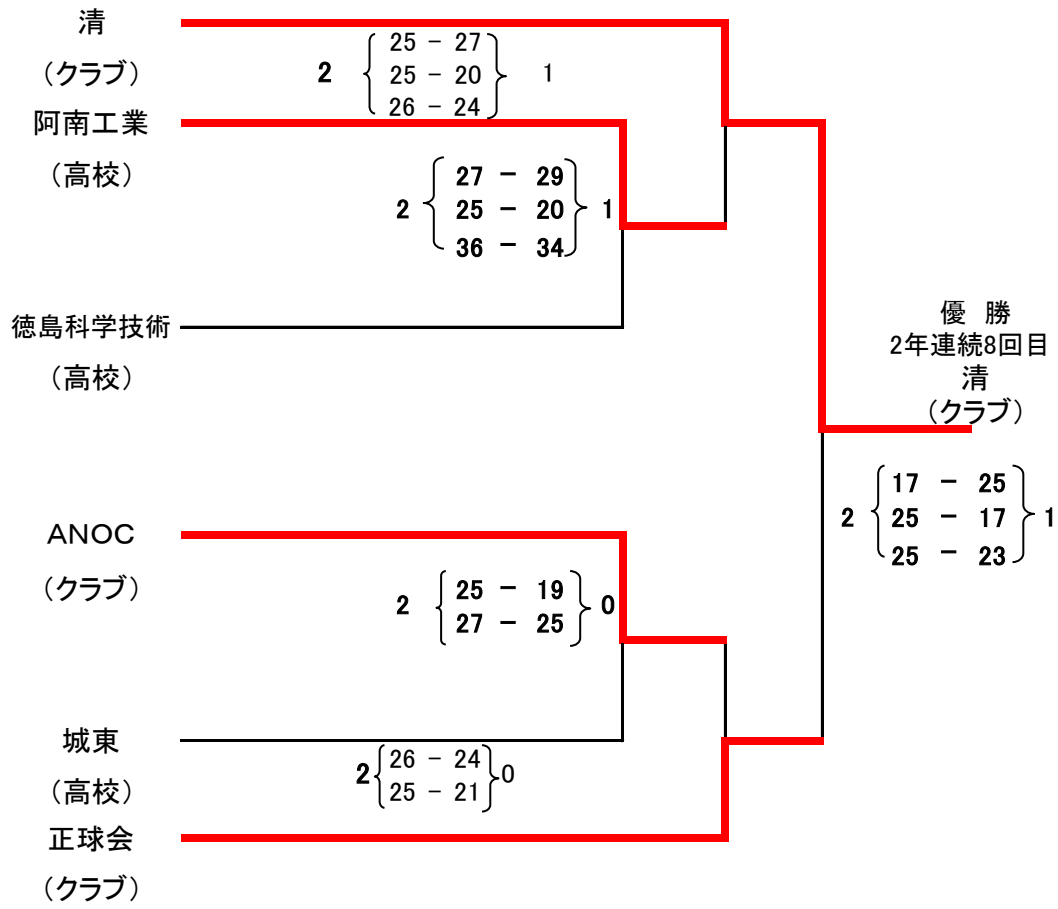 清
（クラブ）
25 － 27
2 25 － 20 1
26 － 24
阿南工業
（高校）
27 － 29
2 25 － 20 1
36 － 34
徳島科学技術
（高校）
優　勝
2年連続8回目
清
（クラブ）
17 － 25
2 25 － 17 1
25 － 23
ANOC
（クラブ）
2 25 － 19 0
27 － 25
城東
（高校）
2 26 － 24 0
25 － 21
正球会
（クラブ）